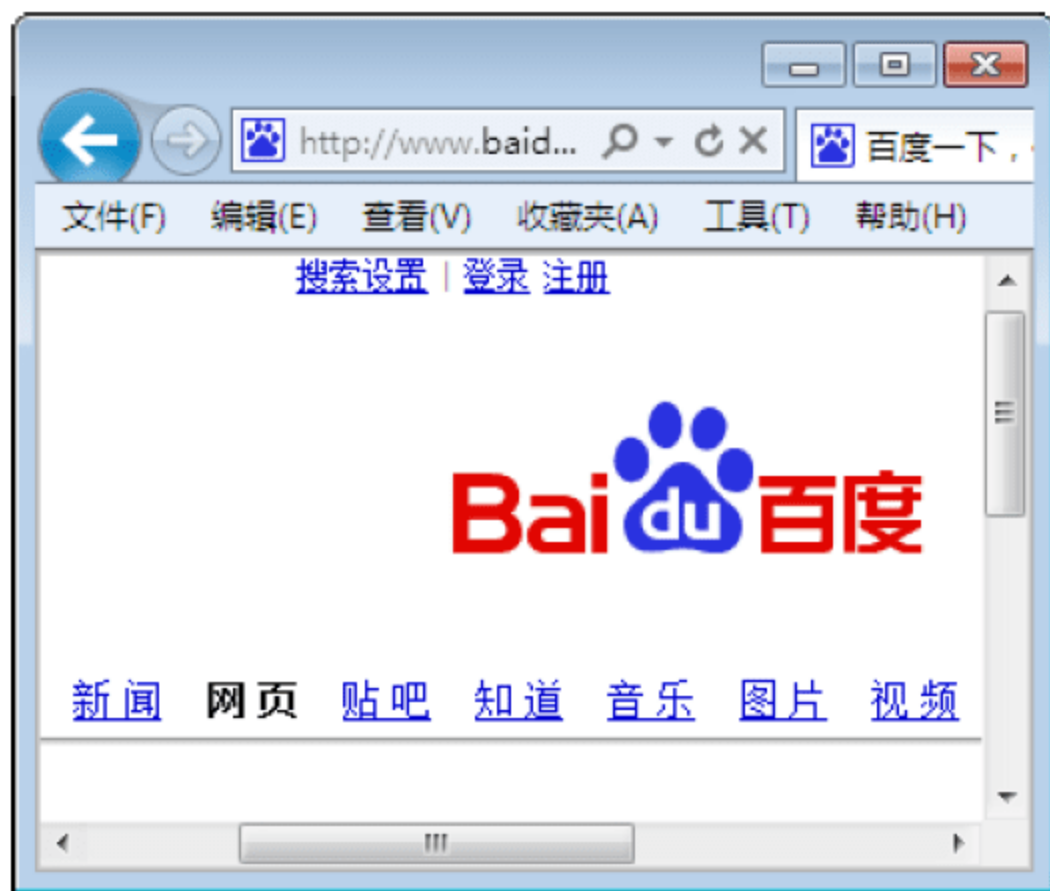 http://www.baid... 百度一下，
文件(F) 编辑(E) 查看(V) 收藏夹(A) 工具(T) 帮助(H)
搜索设置 | 登录 注册
Bai du 百度
新闻 网页 贴吧 知道 音乐 图片 视频